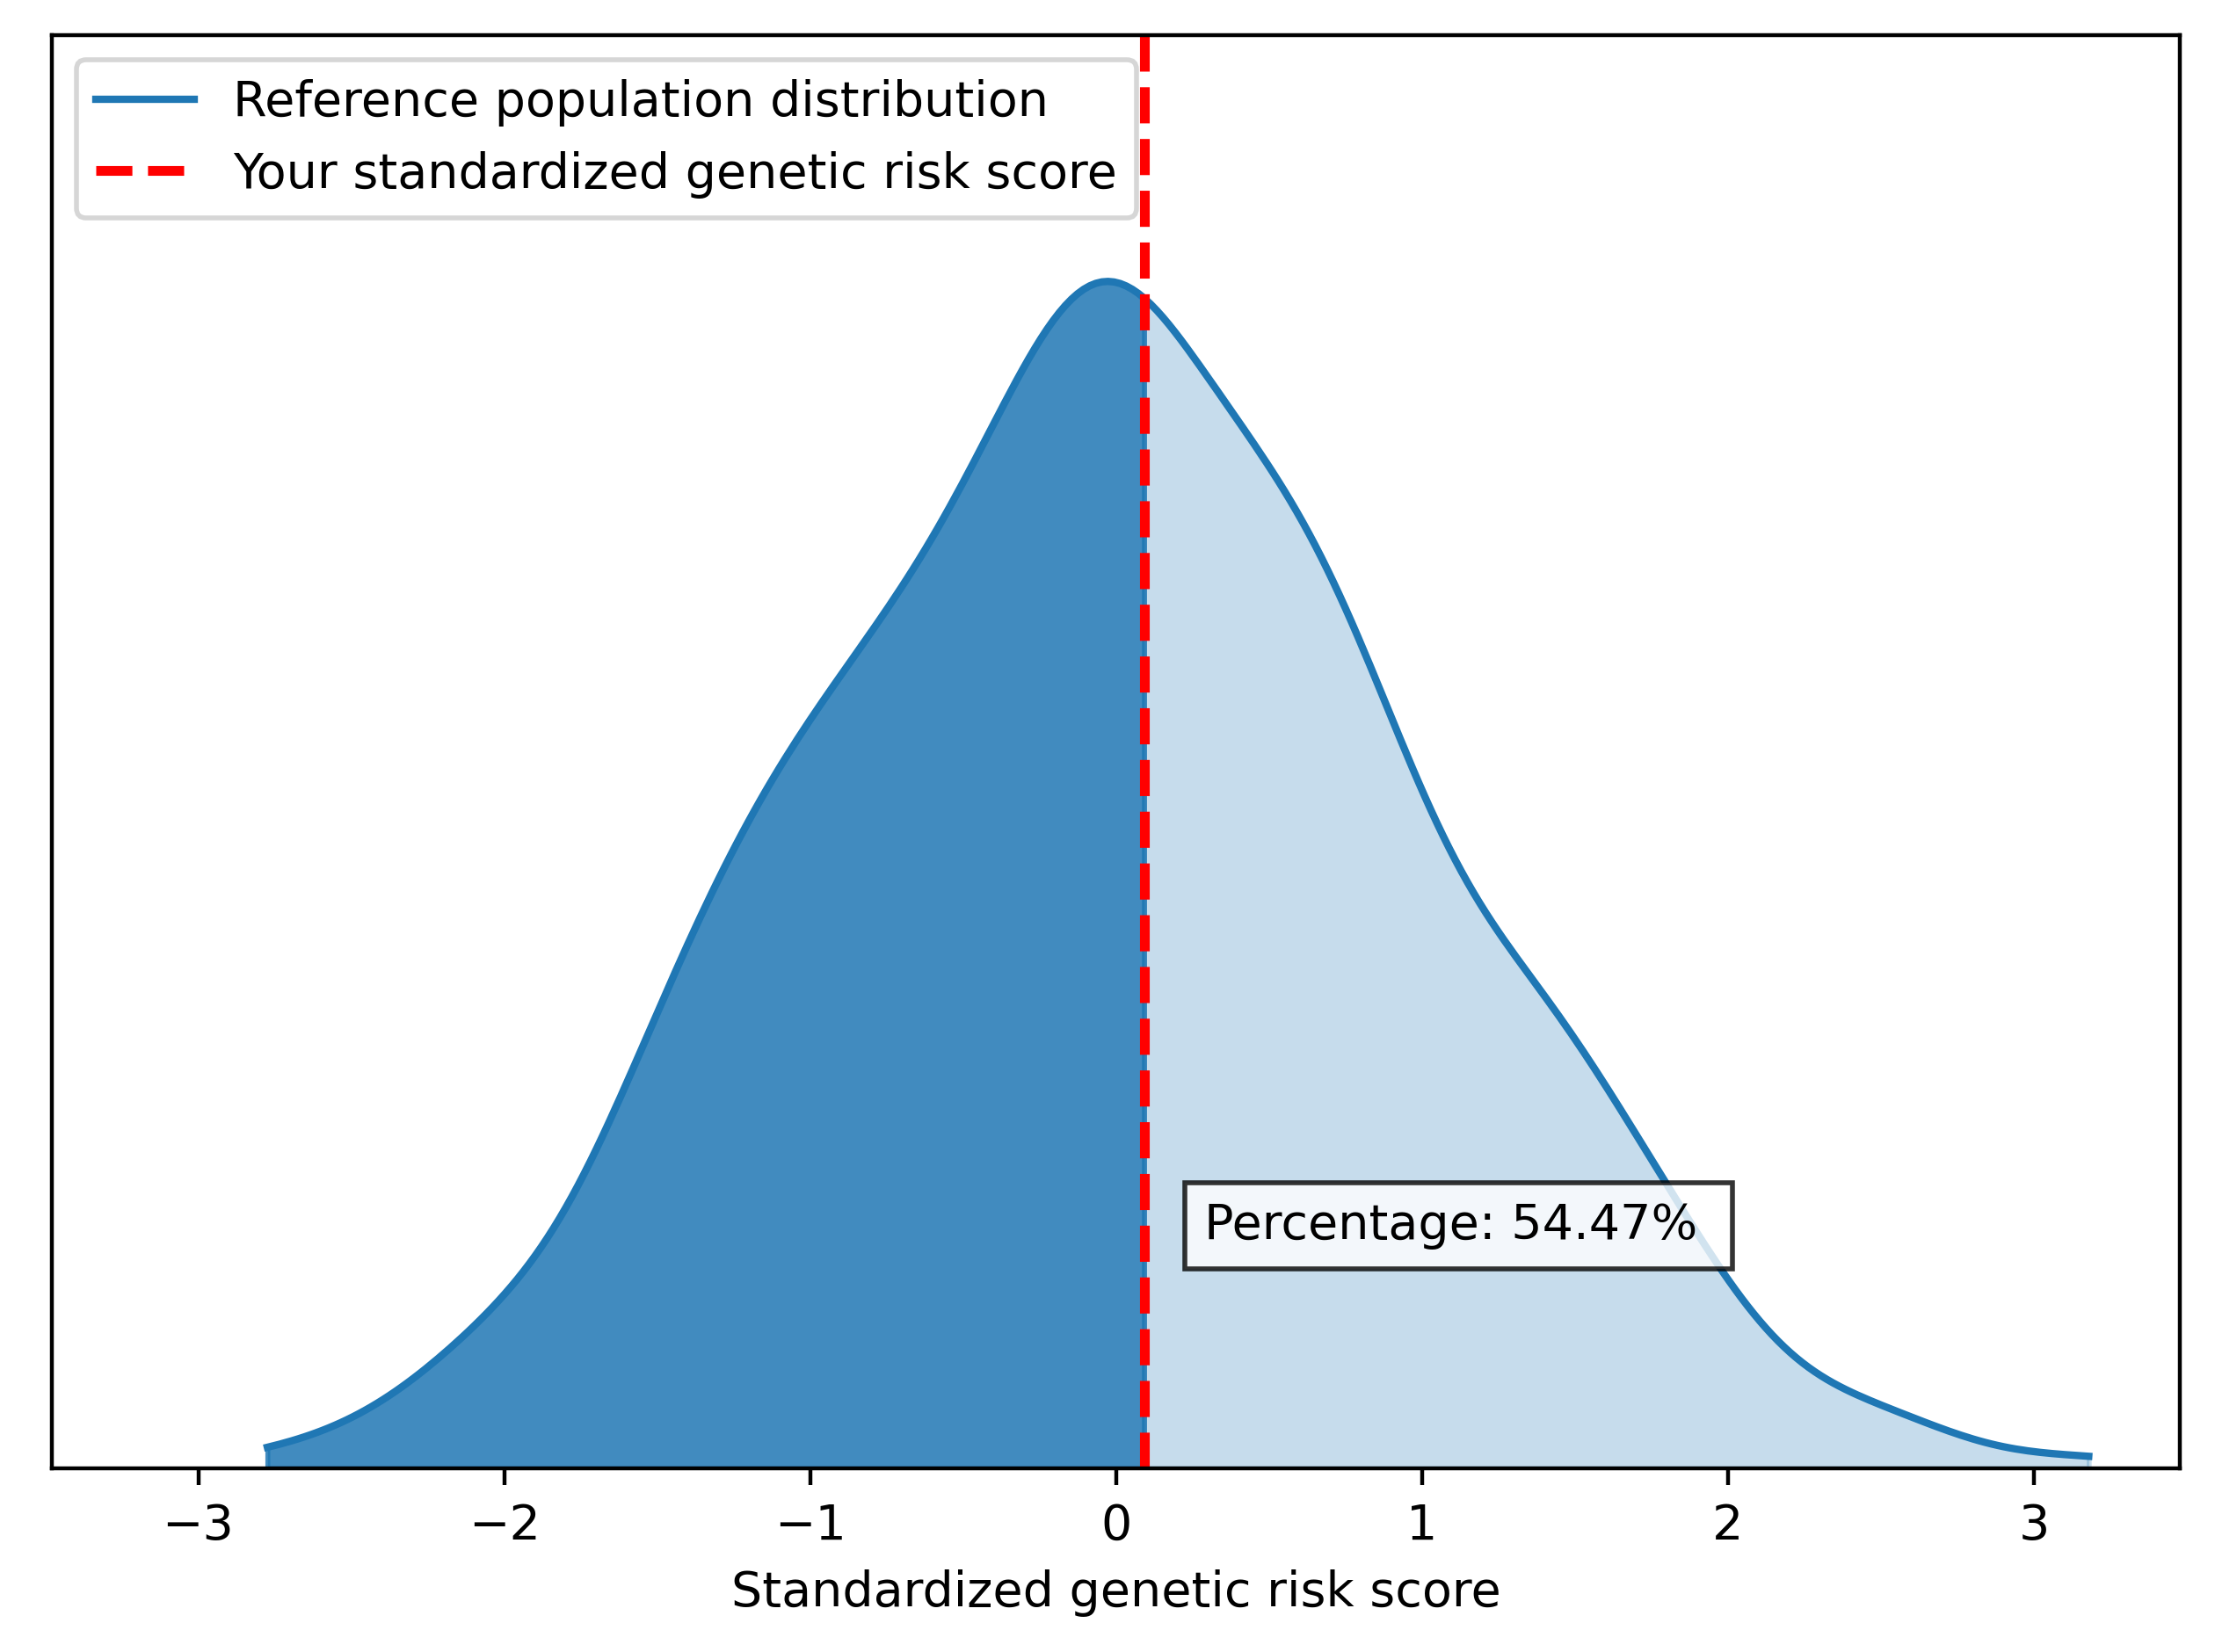 Reference population distribution
Your standardized genetic risk score
Percentage: 54.47%
−3 −2 −1 0 1 2 3
Standardized genetic risk score